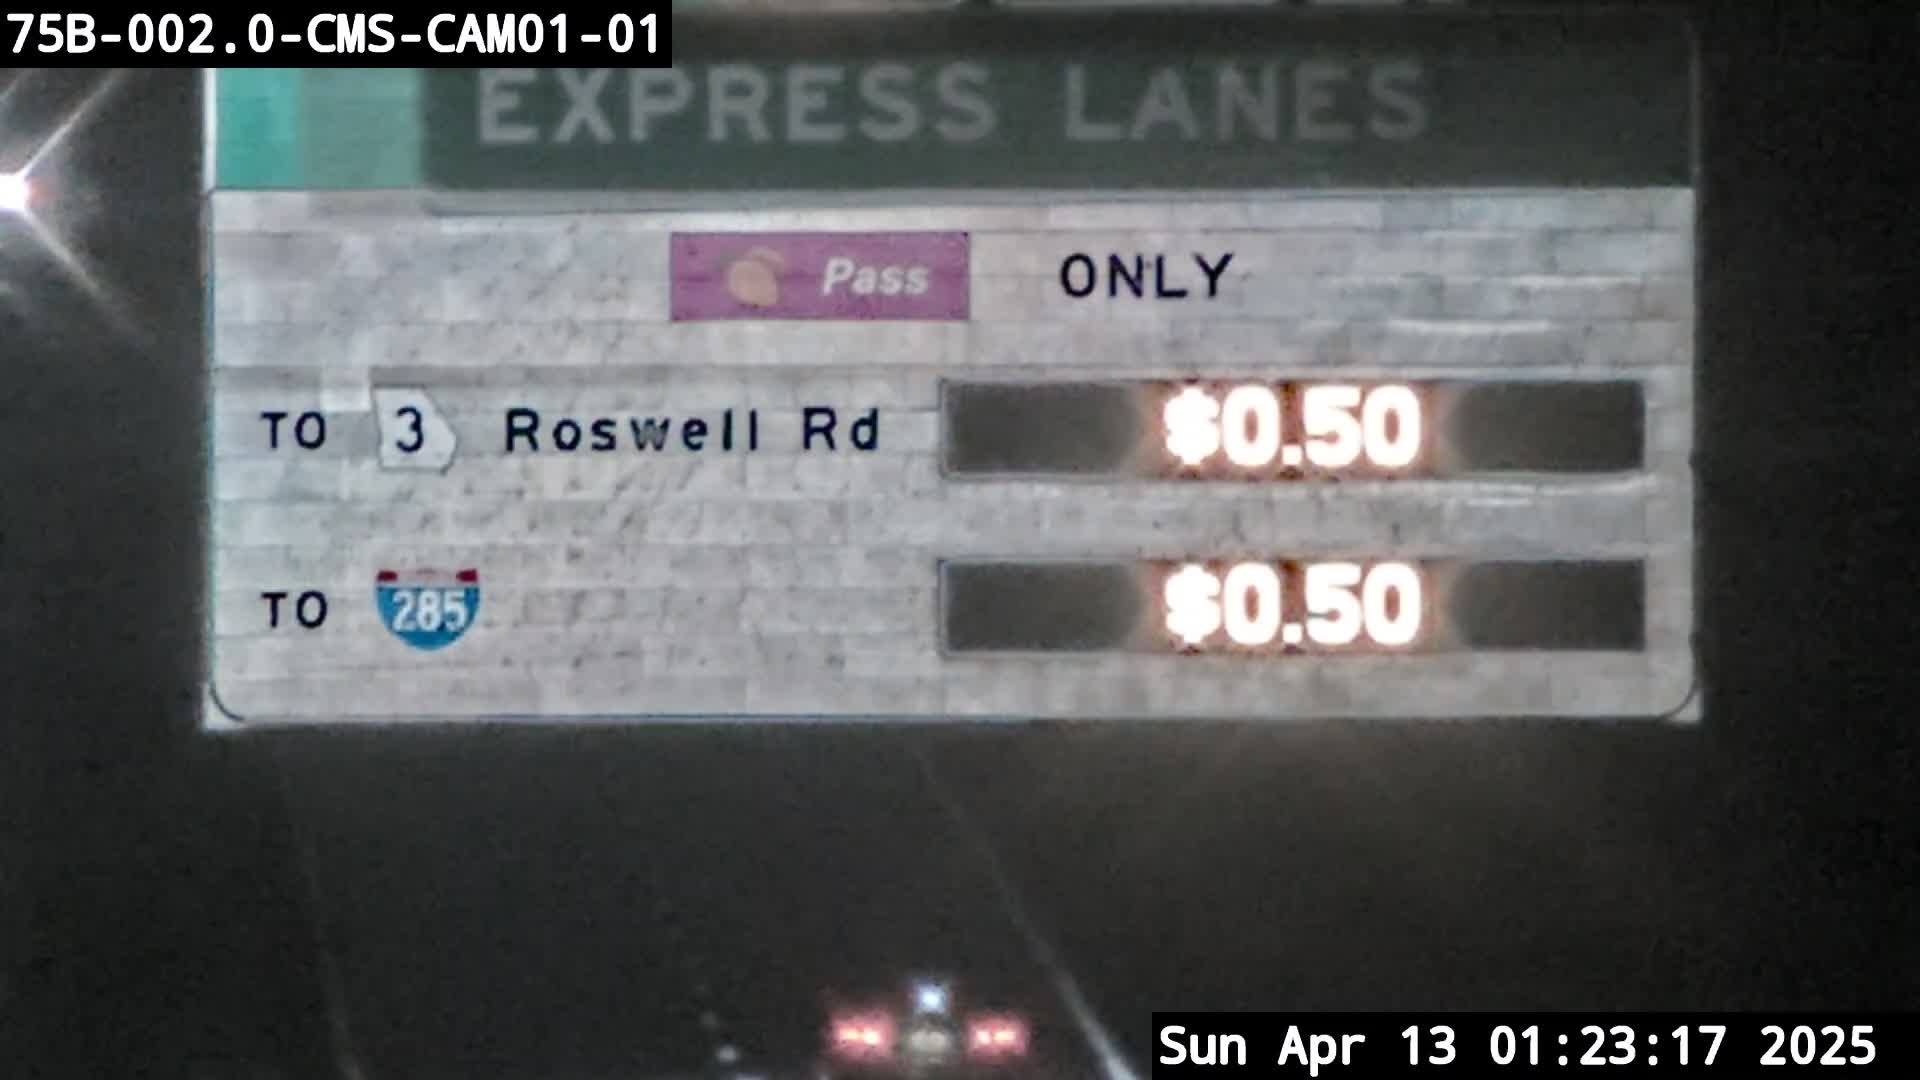 75B-002.0-CMS-CAM01-01
EXPRESS LANES
Pass ONLY
TO 3 Roswell Rd $0.50
TO 285 $0.50
Sun Apr 13 01:23:17 2025